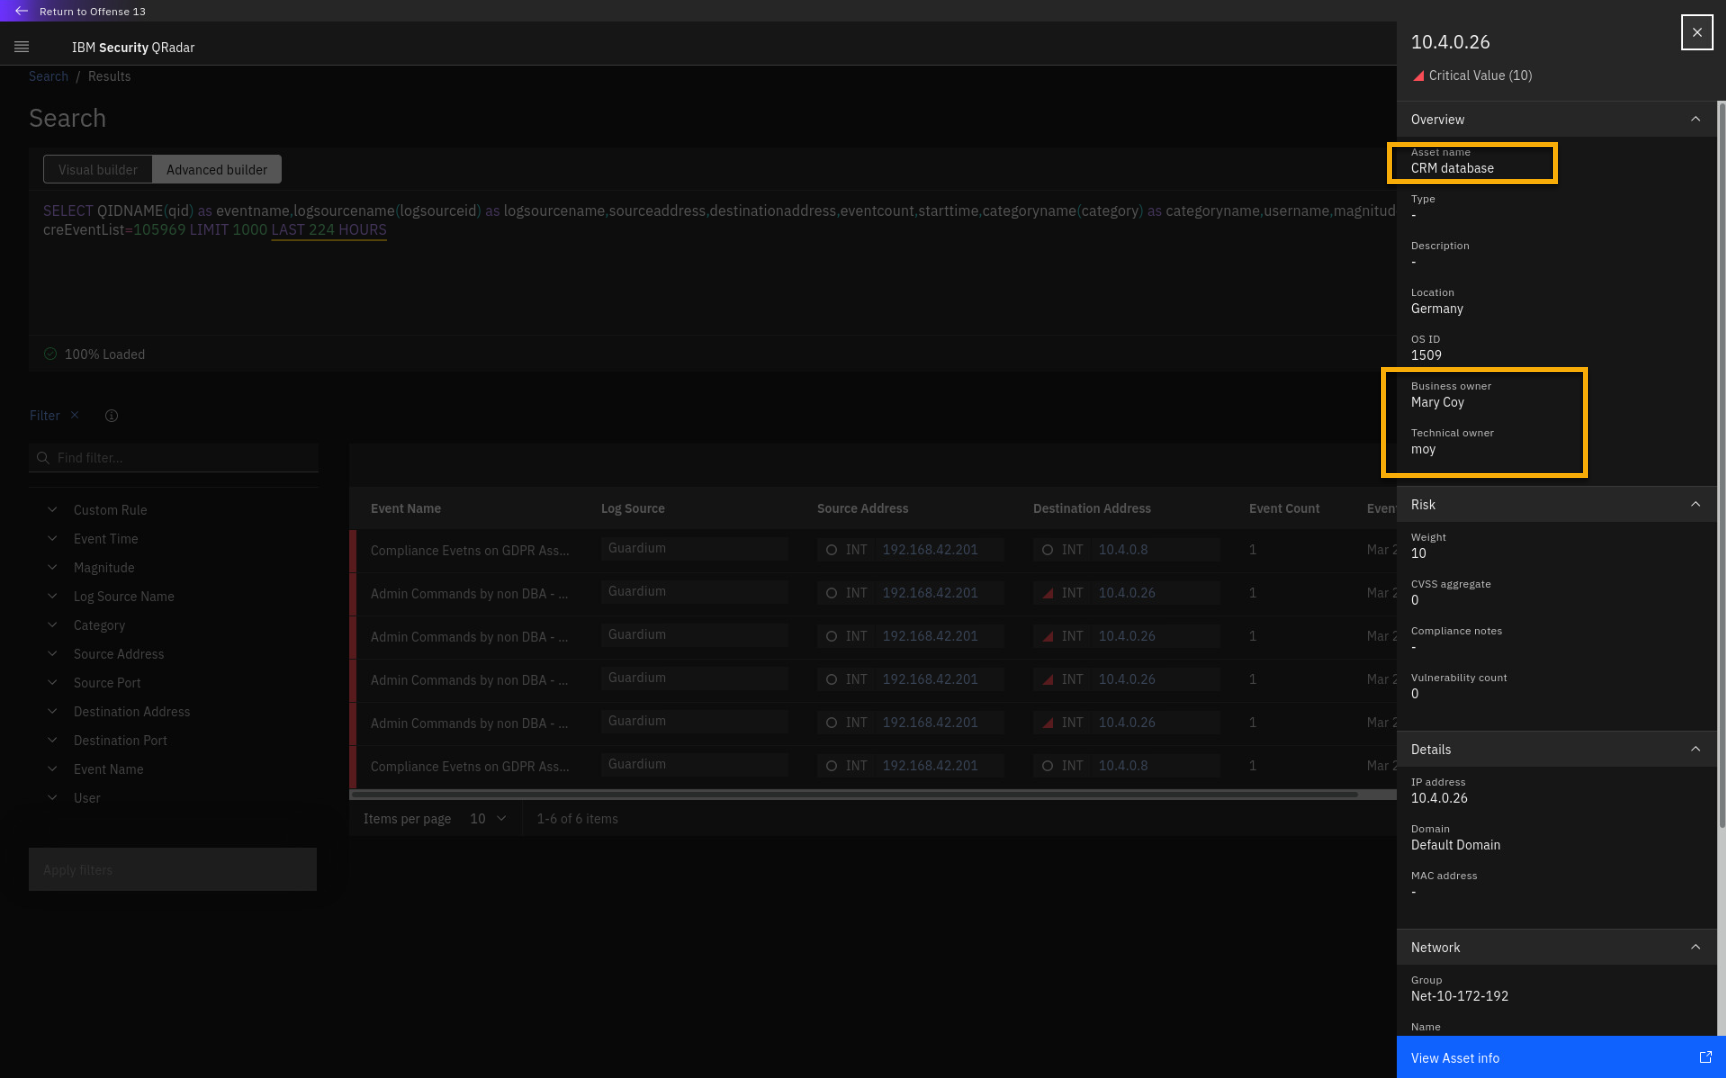 Return to Offense 13
IBM Security QRadar
Search / Results
Search
Visual builder
Advanced builder
SELECT QIDNAME(qid) as eventname,logsourcename(logsourceid) as logsourcename,sourceaddress,destinationaddress,eventcount,starttime,categoryname(category) as categoryname,username,magnitud
creEventList=105969 LIMIT 1000 LAST 224 HOURS
100% Loaded
Filter
Find filter...
Custom Rule
Event Time
Magnitude
Log Source Name
Category
Source Address
Source Port
Destination Address
Destination Port
Event Name
User
Apply filters
Event Name Log Source Source Address Destination Address Event Count Even
Compliance Evetns on GDPR Ass... Guardium INT 192.168.42.201 INT 10.4.0.8 1 Mar 2
Admin Commands by non DBA - ... Guardium INT 192.168.42.201 INT 10.4.0.26 1 Mar 2
Admin Commands by non DBA - ... Guardium INT 192.168.42.201 INT 10.4.0.26 1 Mar 2
Admin Commands by non DBA - ... Guardium INT 192.168.42.201 INT 10.4.0.26 1 Mar 2
Admin Commands by non DBA - ... Guardium INT 192.168.42.201 INT 10.4.0.26 1 Mar 2
Compliance Evetns on GDPR Ass... Guardium INT 192.168.42.201 INT 10.4.0.8 1 Mar 2
Items per page 10 1-6 of 6 items
10.4.0.26
Critical Value (10)
Overview
Asset name
CRM database
Type
-
Description
-
Location
Germany
OS ID
1509
Business owner
Mary Coy
Technical owner
moy
Risk
Weight
10
CVSS aggregate
0
Compliance notes
-
Vulnerability count
0
Details
IP address
10.4.0.26
Domain
Default Domain
MAC address
-
Network
Group
Net-10-172-192
Name
View Asset info